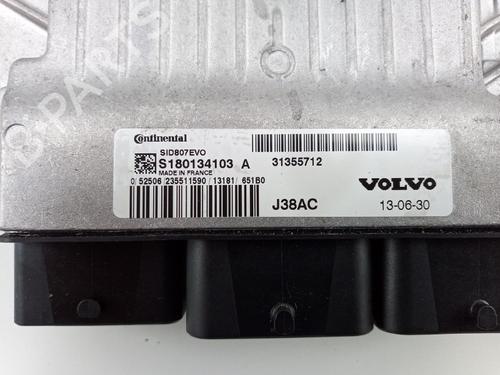 Continental
SID807EVO
S180134103 A
MADE IN FRANCE
31355712
0 52506 235511590 13181 651B0
VOLVO
J38AC
13-06-30
B-PARTS